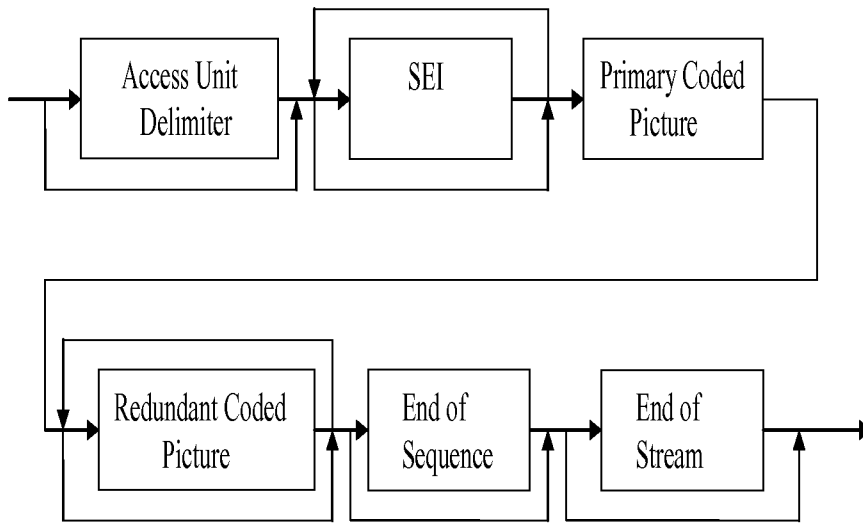 Access Unit
Delimiter
SEI
Primary Coded
Picture
Redundant Coded
Picture
End of
Sequence
End of
Stream